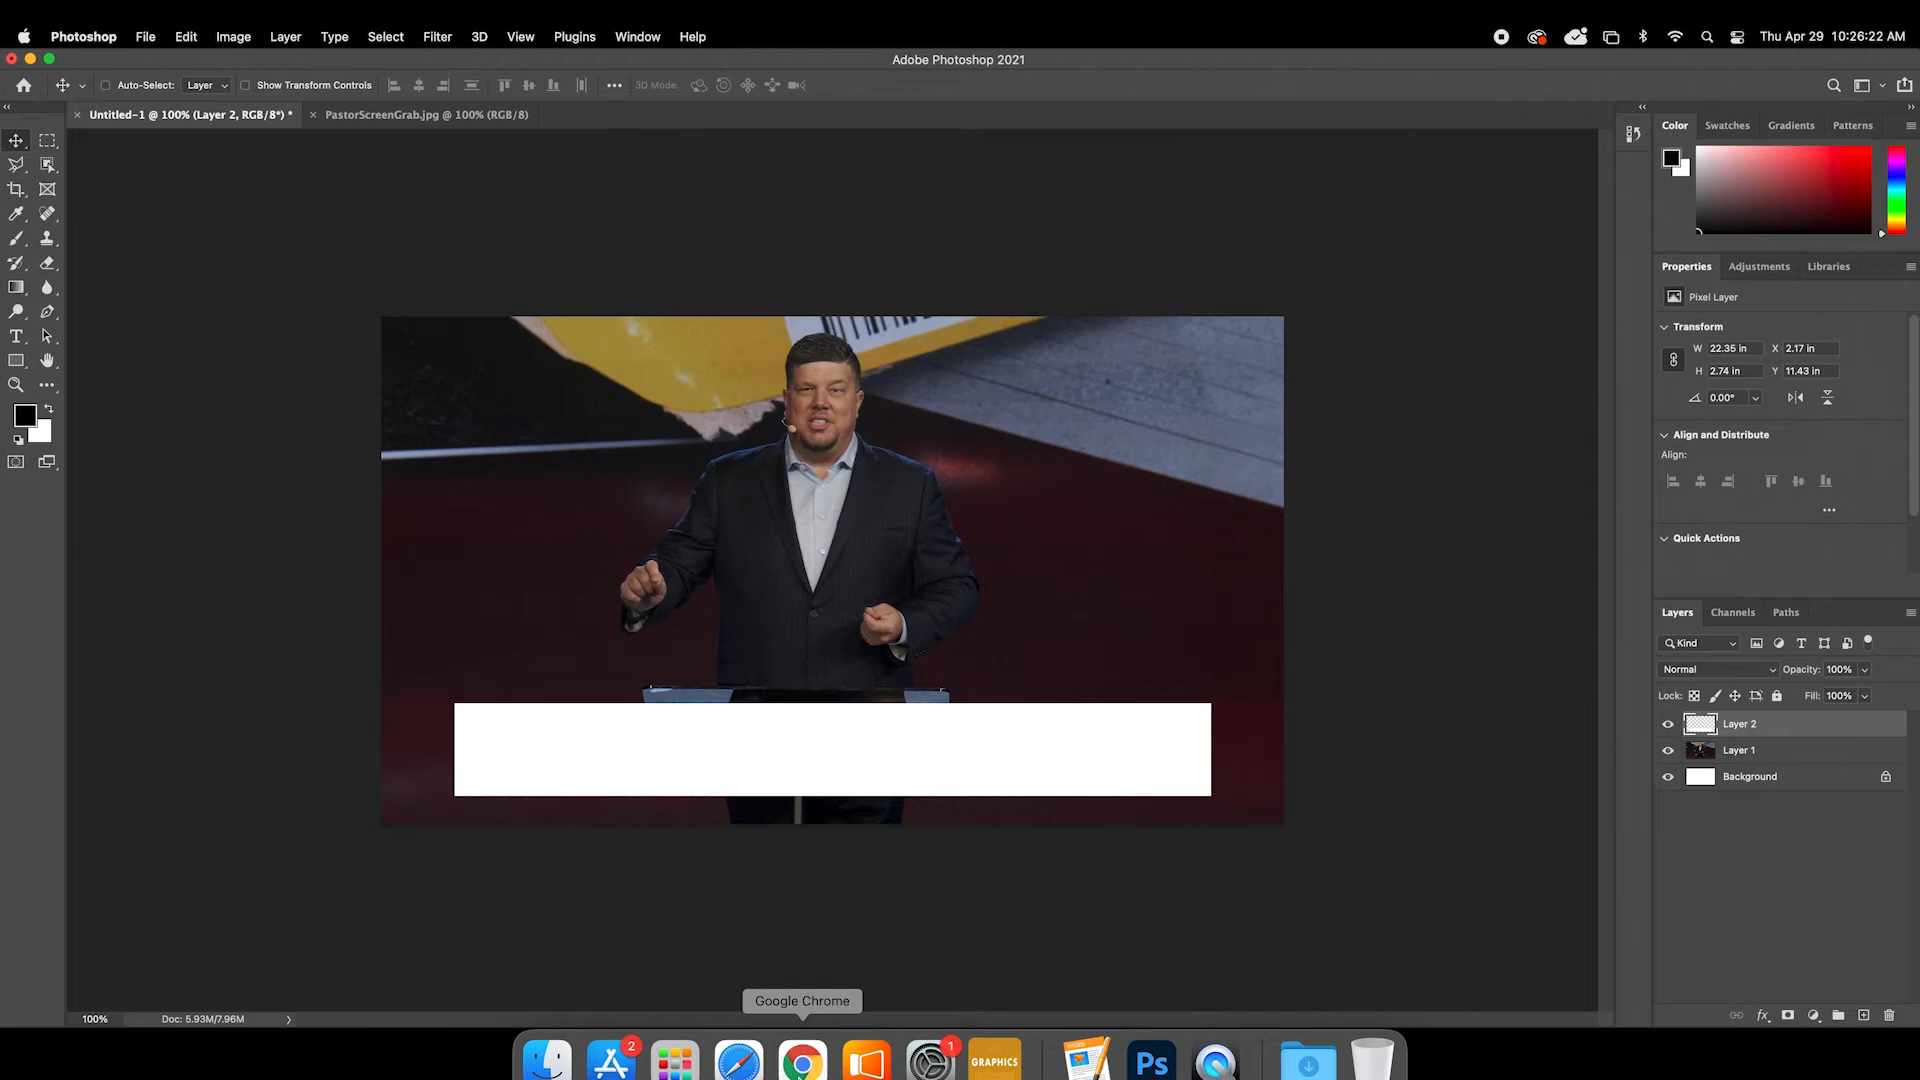 Photoshop File Edit Image Layer Type Select Filter 3D View Plugins Window Help Thu Apr 29 10:26:22 AM
Adobe Photoshop 2021
Auto-Select: Layer Show Transform Controls 3D Mode:
Untitled-1 @ 100% (Layer 2, RGB/8*) * PastorScreenGrab.jpg @ 100% (RGB/8)
Color Swatches Gradients Patterns
Properties Adjustments Libraries
Pixel Layer
Transform
W 22.35 in X 2.17 in
H 2.74 in Y 11.43 in
0.00°
Align and Distribute
Align:
Quick Actions
Layers Channels Paths
Kind
Normal Opacity: 100%
Lock: Fill: 100%
Layer 2
Layer 1
Background
Google Chrome
100% Doc: 5.93M/7.96M
2
1
GRAPHICS
PAGES
Ps